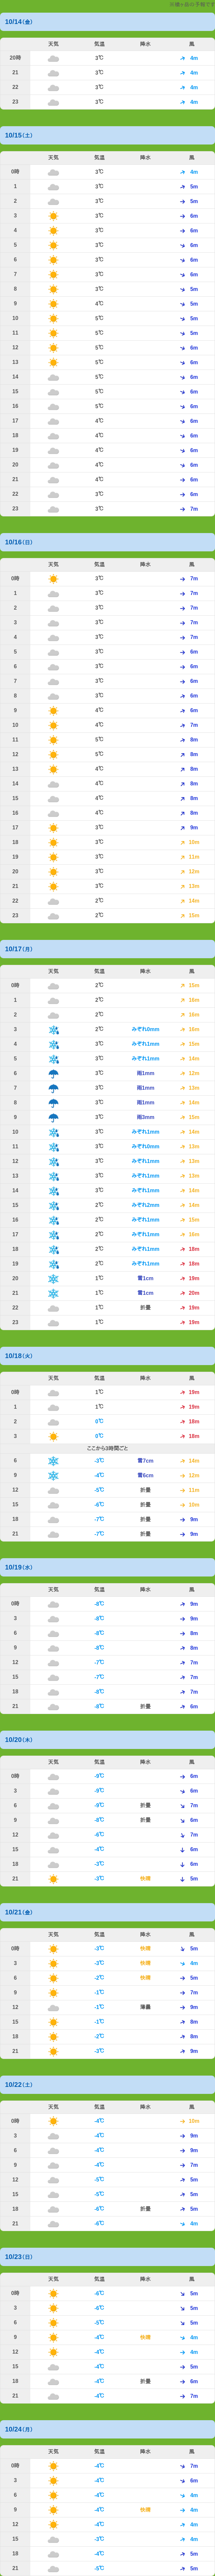 10/14(金)
天気 気温 降水 風
20時 3℃ 4m
21 3℃ 4m
22 3℃ 4m
23 3℃ 4m
10/15(土)
天気 気温 降水 風
0時 3℃ 4m
1 3℃ 5m
2 3℃ 5m
3 3℃ 6m
4 3℃ 6m
5 3℃ 6m
6 3℃ 6m
7 3℃ 6m
8 3℃ 5m
9 4℃ 5m
10 5℃ 5m
11 5℃ 5m
12 5℃ 6m
13 5℃ 6m
14 5℃ 6m
15 5℃ 6m
16 5℃ 6m
17 4℃ 6m
18 4℃ 6m
19 4℃ 6m
20 4℃ 6m
21 4℃ 6m
22 3℃ 6m
23 3℃ 7m
10/16(日)
天気 気温 降水 風
0時 3℃ 7m
1 3℃ 7m
2 3℃ 7m
3 3℃ 7m
4 3℃ 7m
5 3℃ 6m
6 3℃ 6m
7 3℃ 6m
8 3℃ 6m
9 4℃ 6m
10 4℃ 7m
11 5℃ 8m
12 5℃ 8m
13 4℃ 8m
14 4℃ 8m
15 4℃ 8m
16 4℃ 8m
17 3℃ 9m
18 3℃ 10m
19 3℃ 11m
20 3℃ 12m
21 3℃ 13m
22 2℃ 14m
23 2℃ 15m
10/17(月)
天気 気温 降水 風
0時 2℃ 15m
1 2℃ 16m
2 2℃ 16m
3 2℃ みぞれ0mm 16m
4 3℃ みぞれ1mm 15m
5 3℃ みぞれ1mm 14m
6 3℃ 雨1mm 12m
7 3℃ 雨1mm 13m
8 3℃ 雨1mm 14m
9 3℃ 雨3mm 15m
10 3℃ みぞれ1mm 14m
11 3℃ みぞれ0mm 13m
12 3℃ みぞれ1mm 13m
13 3℃ みぞれ1mm 13m
14 3℃ みぞれ1mm 14m
15 2℃ みぞれ2mm 14m
16 2℃ みぞれ1mm 15m
17 2℃ みぞれ1mm 16m
18 2℃ みぞれ1mm 18m
19 2℃ みぞれ1mm 18m
20 1℃ 雪1cm 19m
21 1℃ 雪1cm 20m
22 1℃ 折曇 19m
23 1℃ 19m
10/18(火)
天気 気温 降水 風
0時 1℃ 19m
1 1℃ 19m
2 0℃ 18m
3 0℃ 18m
ここから3時間ごと
6 -3℃ 雪7cm 14m
9 -4℃ 雪6cm 12m
12 -5℃ 折曇 11m
15 -6℃ 折曇 10m
18 -7℃ 折曇 9m
21 -7℃ 折曇 9m
10/19(水)
天気 気温 降水 風
0時 -8℃ 9m
3 -8℃ 9m
6 -8℃ 8m
9 -8℃ 8m
12 -7℃ 7m
15 -7℃ 7m
18 -8℃ 7m
21 -8℃ 折曇 6m
10/20(木)
天気 気温 降水 風
0時 -9℃ 6m
3 -9℃ 6m
6 -9℃ 折曇 7m
9 -8℃ 折曇 6m
12 -6℃ 7m
15 -4℃ 6m
18 -3℃ 6m
21 -3℃ 快晴 5m
10/21(金)
天気 気温 降水 風
0時 -3℃ 快晴 5m
3 -3℃ 快晴 4m
6 -2℃ 快晴 5m
9 -1℃ 7m
12 -1℃ 薄曇 9m
15 -1℃ 8m
18 -2℃ 8m
21 -3℃ 9m
10/22(土)
天気 気温 降水 風
0時 -4℃ 10m
3 -4℃ 9m
6 -4℃ 9m
9 -4℃ 7m
12 -5℃ 5m
15 -5℃ 5m
18 -6℃ 折曇 5m
21 -6℃ 4m
10/23(日)
天気 気温 降水 風
0時 -6℃ 5m
3 -6℃ 5m
6 -5℃ 5m
9 -4℃ 快晴 4m
12 -4℃ 4m
15 -4℃ 5m
18 -4℃ 折曇 6m
21 -4℃ 7m
10/24(月)
天気 気温 降水 風
0時 -4℃ 7m
3 -4℃ 6m
6 -4℃ 4m
9 -4℃ 快晴 4m
12 -4℃ 4m
15 -3℃ 4m
18 -4℃ 5m
21 -5℃ 5m